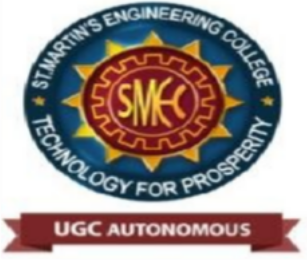 ST.MARTIN'S ENGINEERING COLLEGE
SMEC
TECHNOLOGY FOR PROSPERITY
UGC AUTONOMOUS